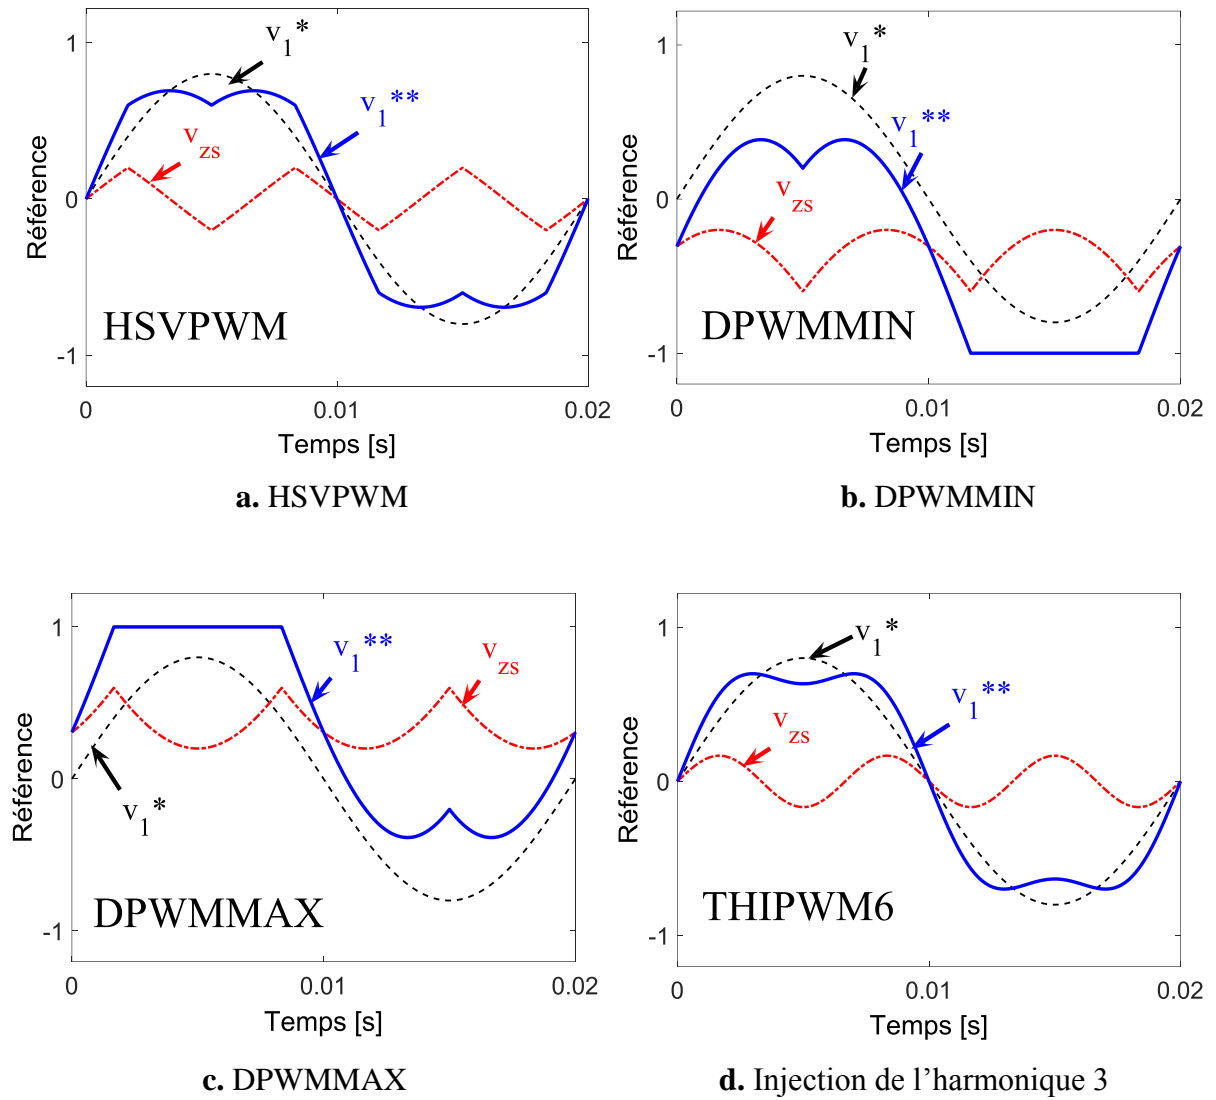 v1*
1
v1**
vzs
Référence
0
HSVPWM
-1
0
0.01
0.02
Temps [s]
a. HSVPWM
v1*
1
v1**
vzs
Référence
0
DPWMMIN
-1
0
0.01
0.02
Temps [s]
b. DPWMMIN
1
v1**
vzs
Référence
0
v1*
DPWMMAX
-1
0
0.01
0.02
Temps [s]
c. DPWMMAX
v1*
1
v1**
vzs
Référence
0
THIPWM6
-1
0
0.01
0.02
Temps [s]
d. Injection de l’harmonique 3